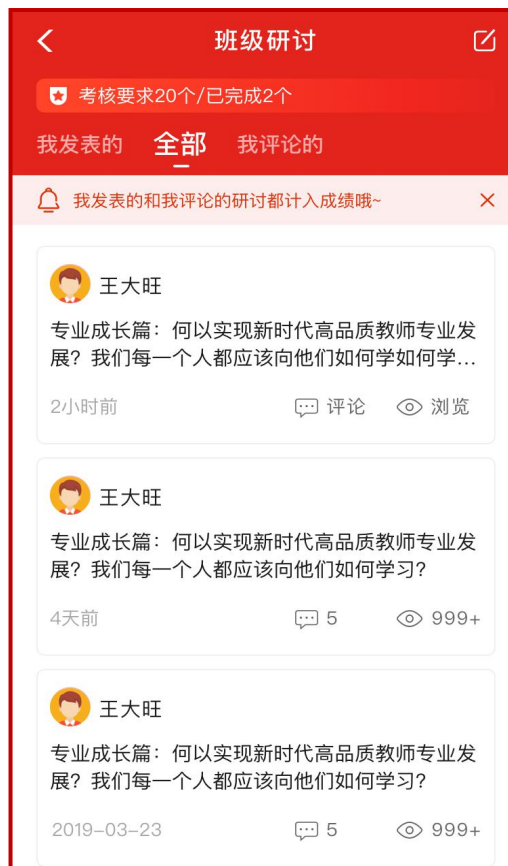 班级研讨
考核要求20个/已完成2个
我发表的 全部 我评论的
我发表的和我评论的研讨都计入成绩哦~
王大旺
专业成长篇：何以实现新时代高品质教师专业发
展？我们每一个人都应该向他们如何学如何学...
2小时前 评论 浏览
王大旺
专业成长篇：何以实现新时代高品质教师专业发
展？我们每一个人都应该向他们如何学习？
4天前 5 999+
王大旺
专业成长篇：何以实现新时代高品质教师专业发
展？我们每一个人都应该向他们如何学习？
2019-03-23 5 999+